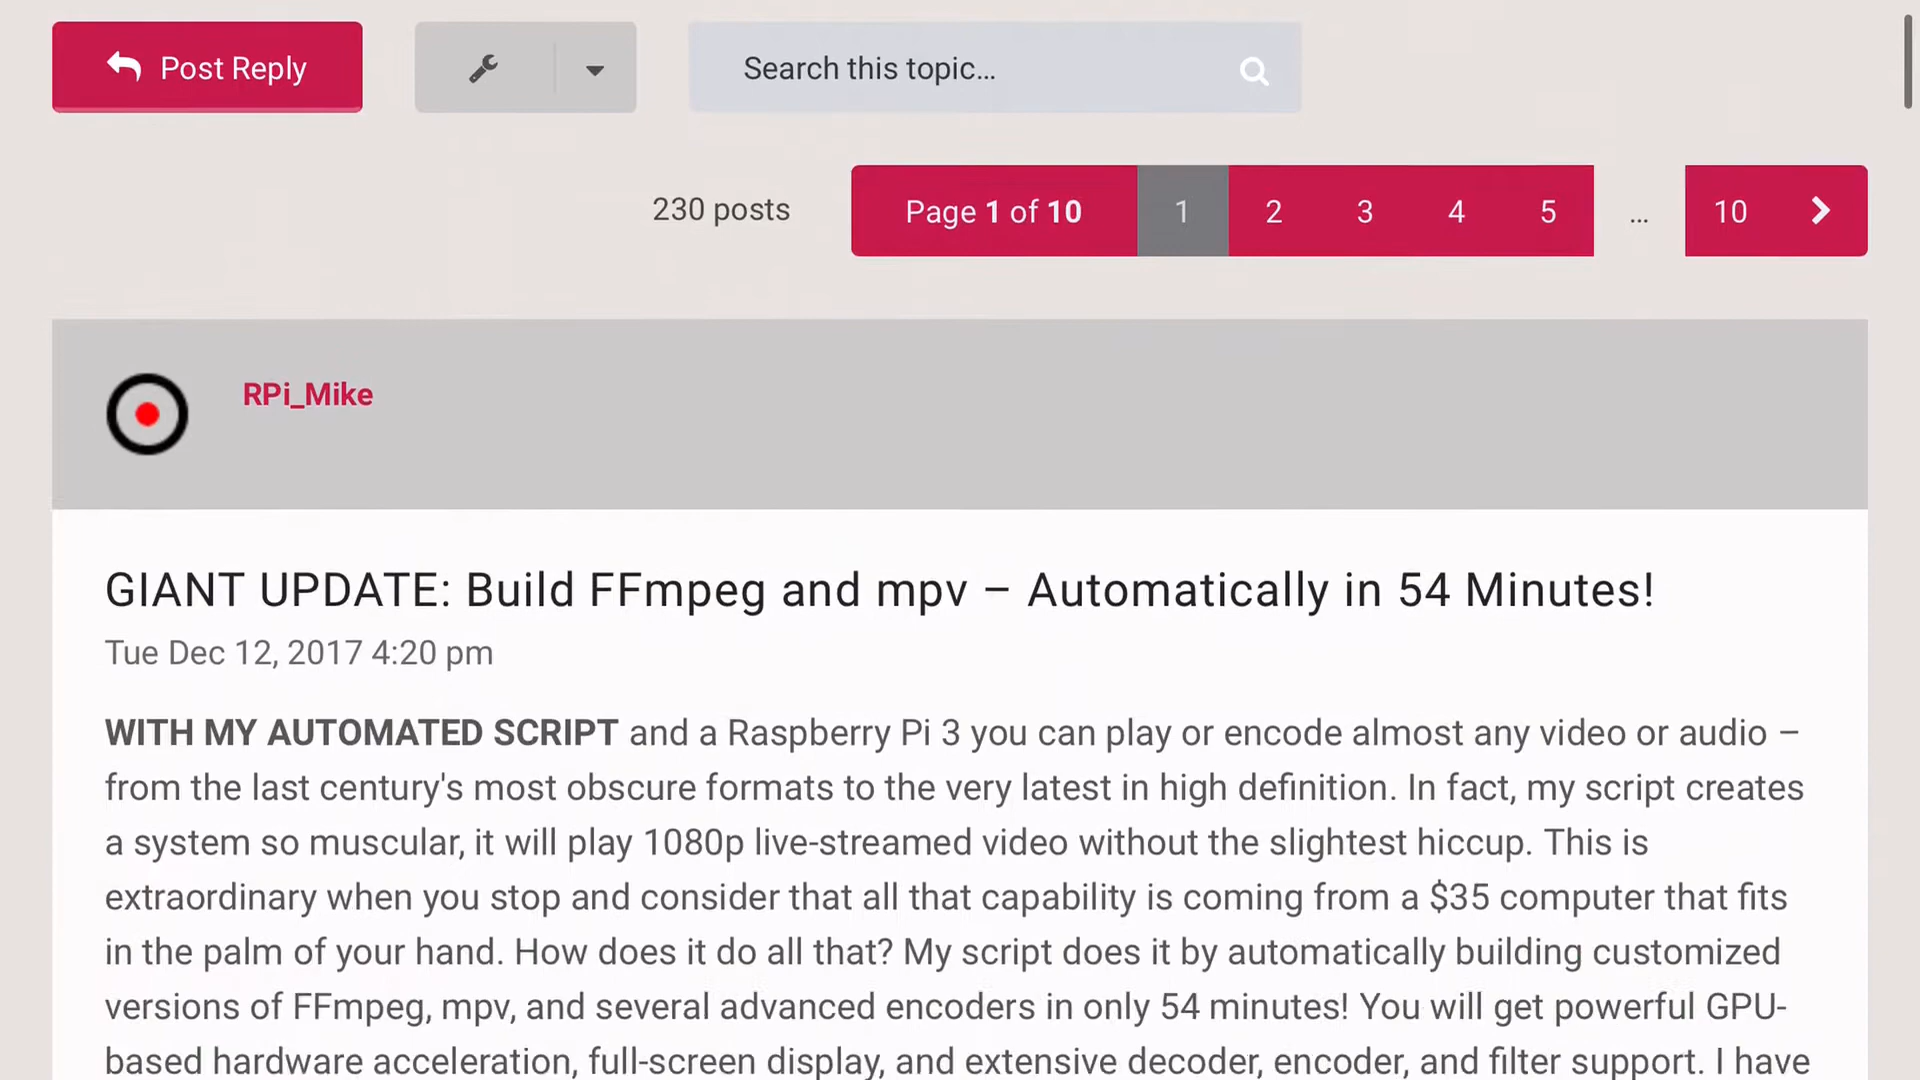 Post Reply
Search this topic…
230 posts
Page 1 of 10 1 2 3 4 5 … 10
RPi_Mike
GIANT UPDATE: Build FFmpeg and mpv – Automatically in 54 Minutes!
Tue Dec 12, 2017 4:20 pm
WITH MY AUTOMATED SCRIPT and a Raspberry Pi 3 you can play or encode almost any video or audio –
from the last century's most obscure formats to the very latest in high definition. In fact, my script creates
a system so muscular, it will play 1080p live-streamed video without the slightest hiccup. This is
extraordinary when you stop and consider that all that capability is coming from a $35 computer that fits
in the palm of your hand. How does it do all that? My script does it by automatically building customized
versions of FFmpeg, mpv, and several advanced encoders in only 54 minutes! You will get powerful GPU-
based hardware acceleration, full-screen display, and extensive decoder, encoder, and filter support. I have